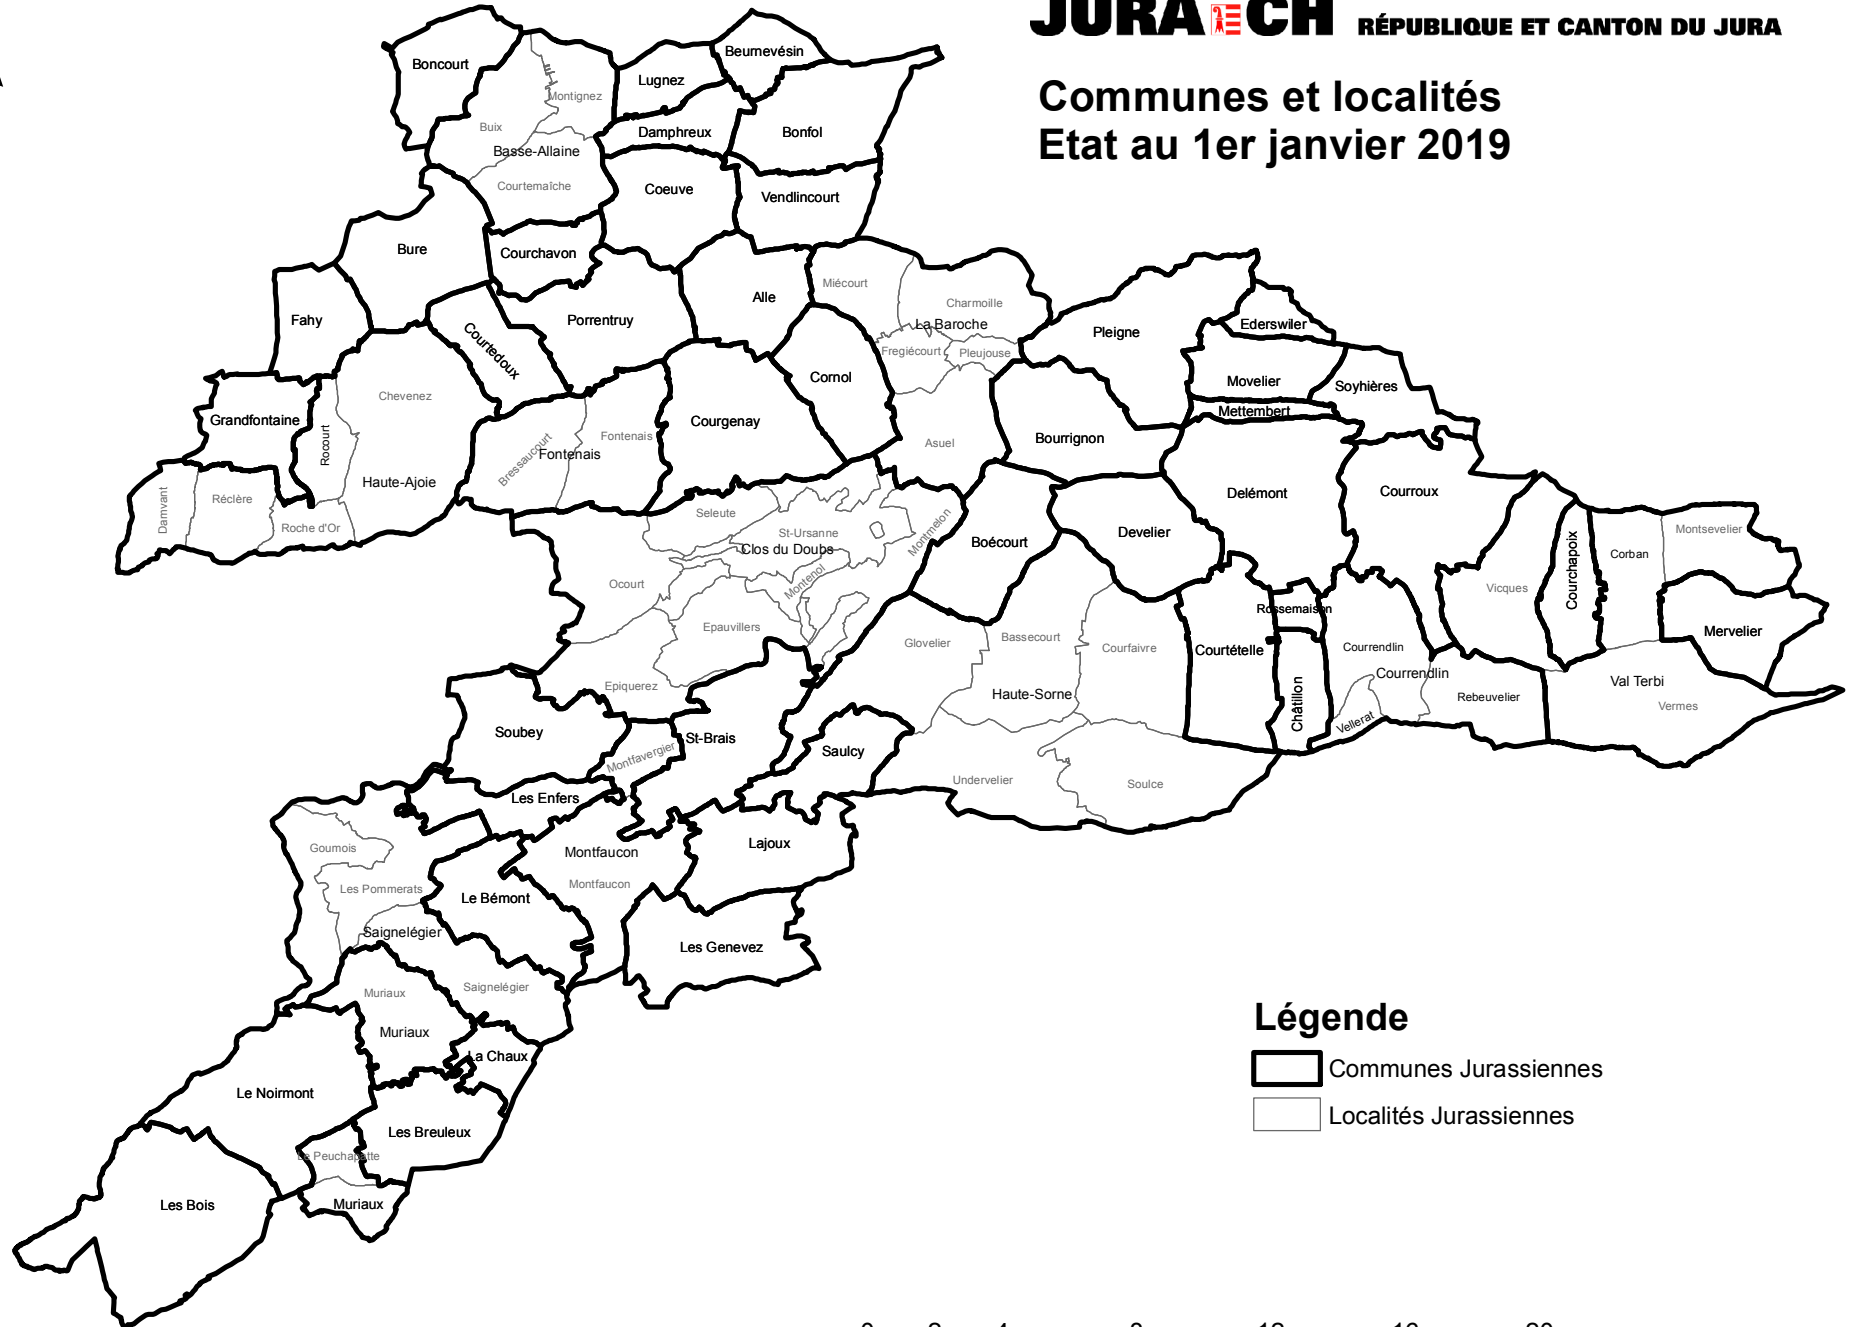 JURA CH RÉPUBLIQUE ET CANTON DU JURA
Communes et localités
Etat au 1er janvier 2019
Boncourt
Beurnevésin
Lugnez
Montignez
Buix
Damphreux
Bonfol
Basse-Allaine
Courtemaîche
Coeuve
Vendlincourt
Bure
Courchavon
Miécourt
Alle
Charmoille
Fahy
Porrentruy
La Baroche
Ederswiler
Pleigne
Courtedoux
Fregiécourt
Pleujouse
Cornol
Movelier
Soyhières
Chevenez
Mettembert
Grandfontaine
Courgenay
Rocourt
Fontenais
Bourrignon
Asuel
Bressaucourt
Fontenais
Haute-Ajoie
Delémont
Courroux
Damvant
Réclère
Seleute
Roche d'Or
St-Ursanne
Montmelon
Develier
Montsevelier
Clos du Doubs
Boécourt
Corban
Courchapoix
Ocourt
Montenol
Vicques
Rossemaison
Epauvillers
Bassecourt
Mervelier
Glovelier
Courfaivre
Courtételle
Courrendlin
Courrendlin
Epiquerez
Haute-Sorne
Val Terbi
Rebeuvelier
Châtillon
Vermes
Vellerat
Soubey
St-Brais
Saulcy
Montfavergier
Undervelier
Soulce
Les Enfers
Goumois
Montfaucon
Lajoux
Les Pommerats
Montfaucon
Le Bémont
Saignelégier
Les Genevez
Muriaux
Saignelégier
Muriaux
La Chaux
Le Noirmont
Les Breuleux
Le Peuchapatte
Les Bois
Muriaux
Légende
Communes Jurassiennes
Localités Jurassiennes
0 2 4 8 12 16 20